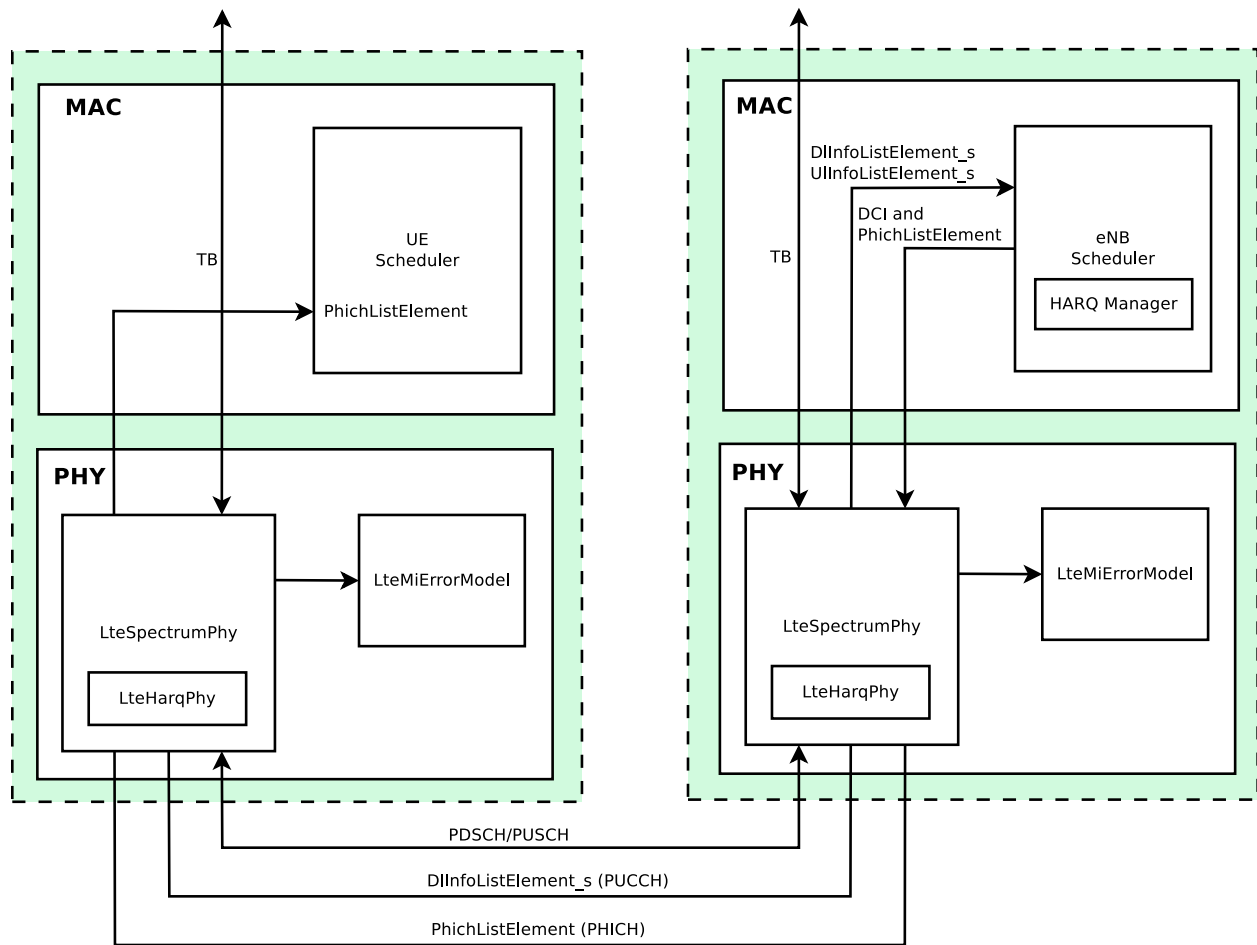 MAC
UE
Scheduler
TB
PhichListElement
PHY
LteMiErrorModel
LteSpectrumPhy
LteHarqPhy
MAC
DlInfoListElement_s
UlInfoListElement_s
DCI and
PhichListElement
TB
eNB
Scheduler
HARQ Manager
PHY
LteMiErrorModel
LteSpectrumPhy
LteHarqPhy
PDSCH/PUSCH
DlInfoListElement_s (PUCCH)
PhichListElement (PHICH)